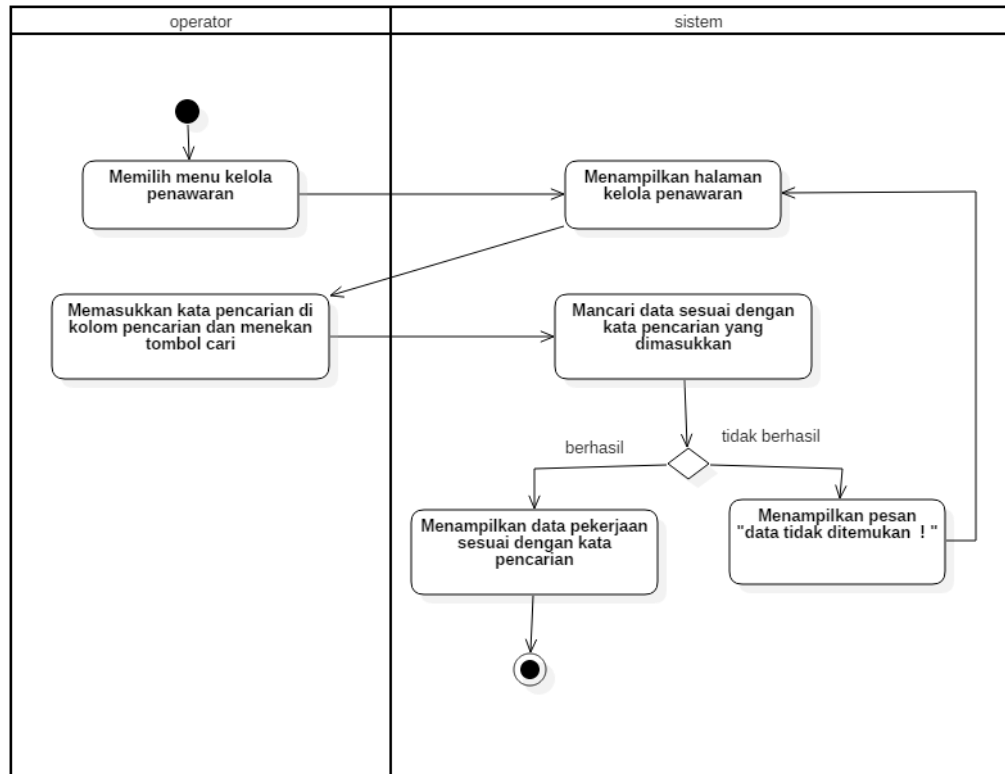 operator
sistem
Memilih menu kelola
penawaran
Menampilkan halaman
kelola penawaran
Memasukkan kata pencarian di
kolom pencarian dan menekan
tombol cari
Mancari data sesuai dengan
kata pencarian yang
dimasukkan
berhasil
tidak berhasil
Menampilkan data pekerjaan
sesuai dengan kata
pencarian
Menampilkan pesan
"data tidak ditemukan  ! "